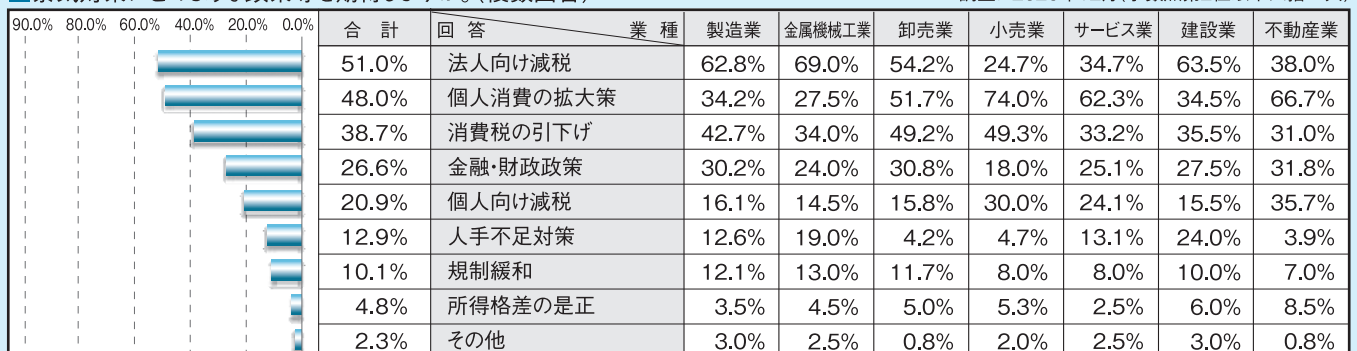 90.0% 80.0% 60.0% 40.0% 20.0% 0.0% 合計 回答 業種 製造業 金属機械工業 卸売業 小売業 サービス業 建設業 不動産業
51.0% 法人向け減税 62.8% 69.0% 54.2% 24.7% 34.7% 63.5% 38.0%
48.0% 個人消費の拡大策 34.2% 27.5% 51.7% 74.0% 62.3% 34.5% 66.7%
38.7% 消費税の引下げ 42.7% 34.0% 49.2% 49.3% 33.2% 35.5% 31.0%
26.6% 金融・財政政策 30.2% 24.0% 30.8% 18.0% 25.1% 27.5% 31.8%
20.9% 個人向け減税 16.1% 14.5% 15.8% 30.0% 24.1% 15.5% 35.7%
12.9% 人手不足対策 12.6% 19.0% 4.2% 4.7% 13.1% 24.0% 3.9%
10.1% 規制緩和 12.1% 13.0% 11.7% 8.0% 8.0% 10.0% 7.0%
4.8% 所得格差の是正 3.5% 4.5% 5.0% 5.3% 2.5% 6.0% 8.5%
2.3% その他 3.0% 2.5% 0.8% 2.0% 2.5% 3.0% 0.8%